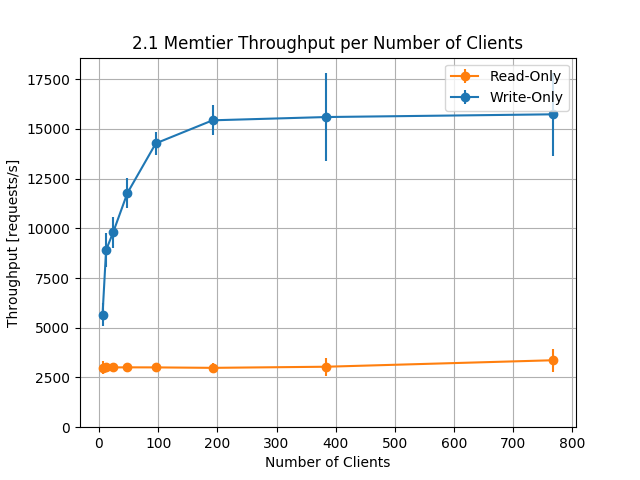 2.1 Memtier Throughput per Number of Clients
Throughput [requests/s]
17500
15000
12500
10000
7500
5000
2500
0
Read-Only
Write-Only
0 100 200 300 400 500 600 700 800
Number of Clients